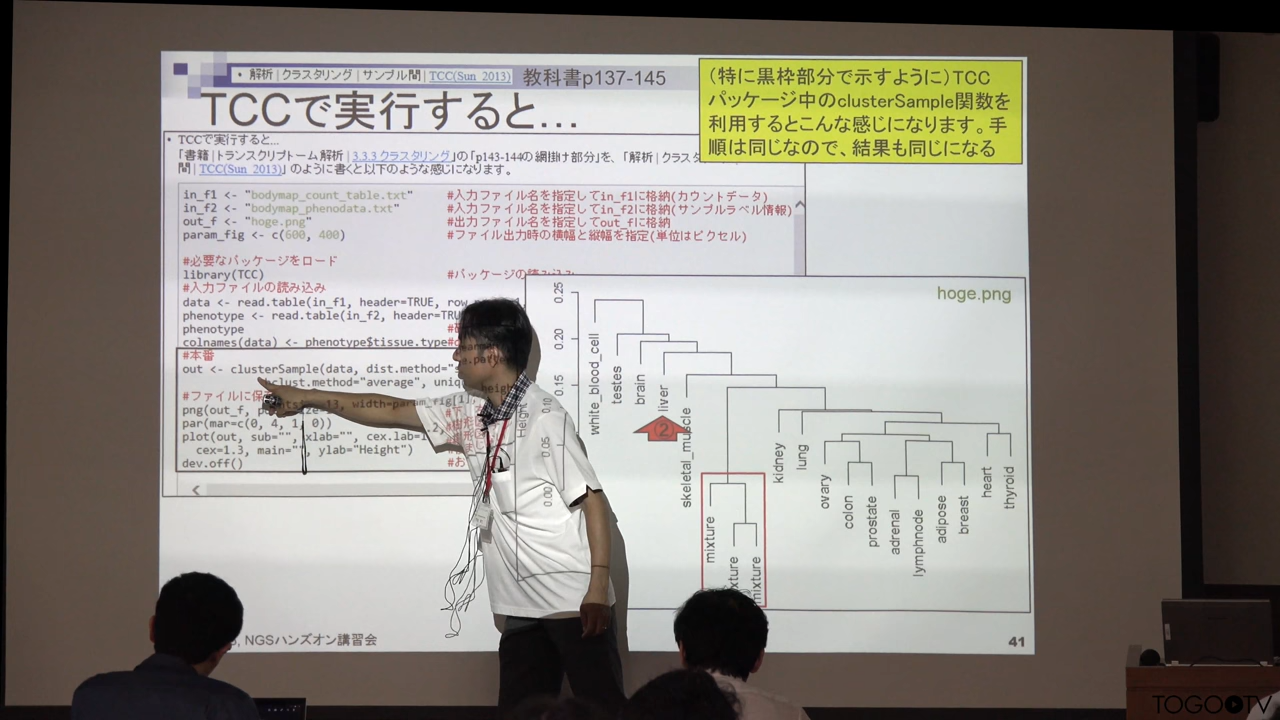 • 解析 | クラスタリング | サンプル間 | TCC(Sun_2013) 教科書p137-145
TCCで実行すると…
(特に黒枠部分で示すように)TCC
パッケージ中のclusterSample関数を
利用するとこんな感じになります。手
順は同じなので、結果も同じになる
• TCCで実行すると…
「書籍 | トランスクリプトーム解析 | 3.3.3 クラスタリング」の「p143-144の網掛け部分」を、「解析 | クラス
間 | TCC(Sun_2013)」のように書くと以下のような感じになります。
in_f1 <- "bodymap_count_table.txt" #入力ファイル名を指定してin_f1に格納(カウントデータ)
in_f2 <- "bodymap_phenodata.txt" #入力ファイル名を指定してin_f2に格納(サンプルラベル情報)
out_f <- "hoge.png" #出力ファイル名を指定してout_fに格納
param_fig <- c(600, 400) #ファイル出力時の横幅と縦幅を指定(単位はピクセル)
#必要なパッケージをロード
library(TCC) #パッケージの読み込み
#入力ファイルの読み込み
data <- read.table(in_f1, header=TRUE,
phenotype <- read.table(in_f2, header=TRU
phenotype
colnames(data) <- phenotype$tissue.type
#本番
out <- clusterSample(data, dist.method="
hclust.method="average",
#ファイルに保
png(out_f, width=param_fig[1],
par(mar=c(0, 4, 1, 0))
plot(out, sub="", xlab="", cex.lab=1
cex=1.3, main="", ylab="Height")
dev.off()
hoge.png
0.25
0.20
0.15
0.10
0.05
0.00
Height
white_blood_cell
testes
brain
liver
skeletal_muscle
mixture
xture
mixture
kidney
lung
ovary
colon
prostate
adrenal
lymphnode
adipose
breast
heart
thyroid
②
, NGSハンズオン講習会
41
TOGOTV